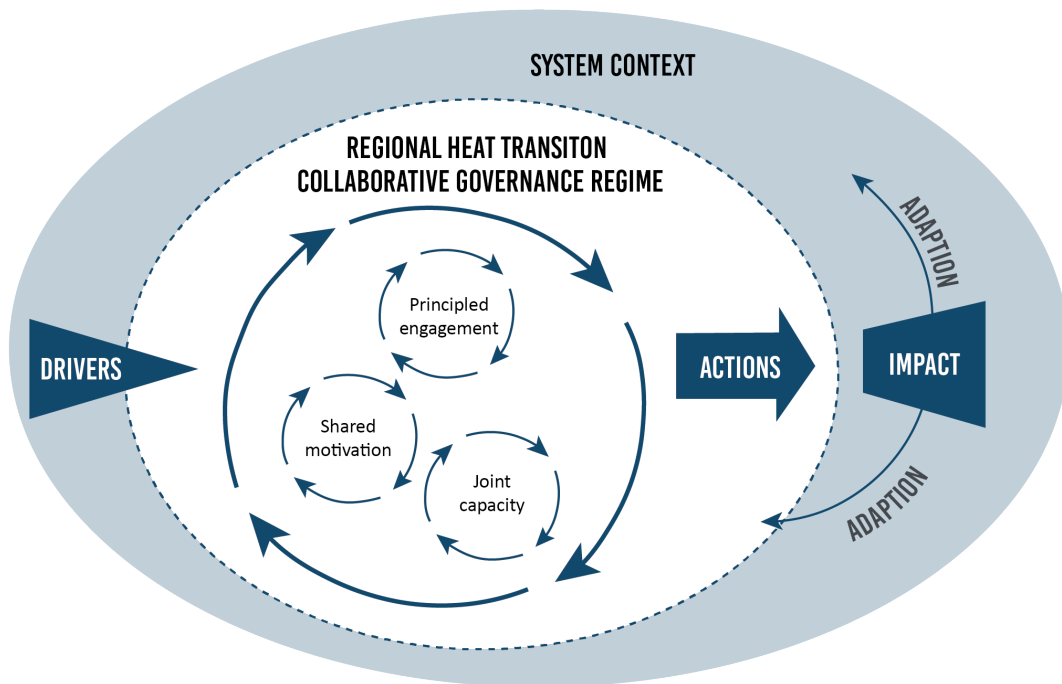 SYSTEM CONTEXT
REGIONAL HEAT TRANSITON
COLLABORATIVE GOVERNANCE REGIME
Principled
engagement
Shared
motivation
Joint
capacity
DRIVERS
ACTIONS
IMPACT
ADAPTION
ADAPTION